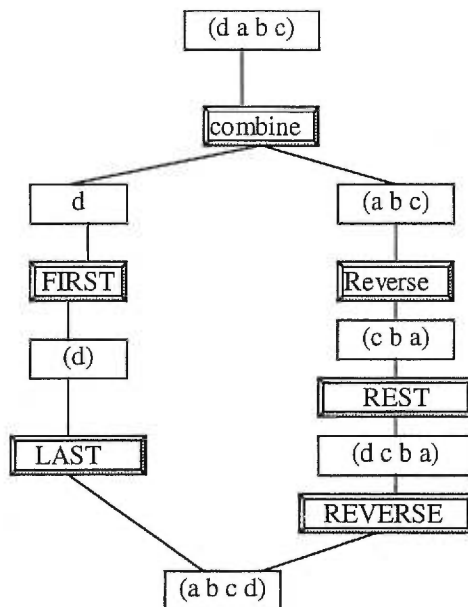 (d a b c)
combine
d
(a b c)
FIRST
Reverse
(d)
(c b a)
REST
LAST
(d c b a)
REVERSE
(a b c d)